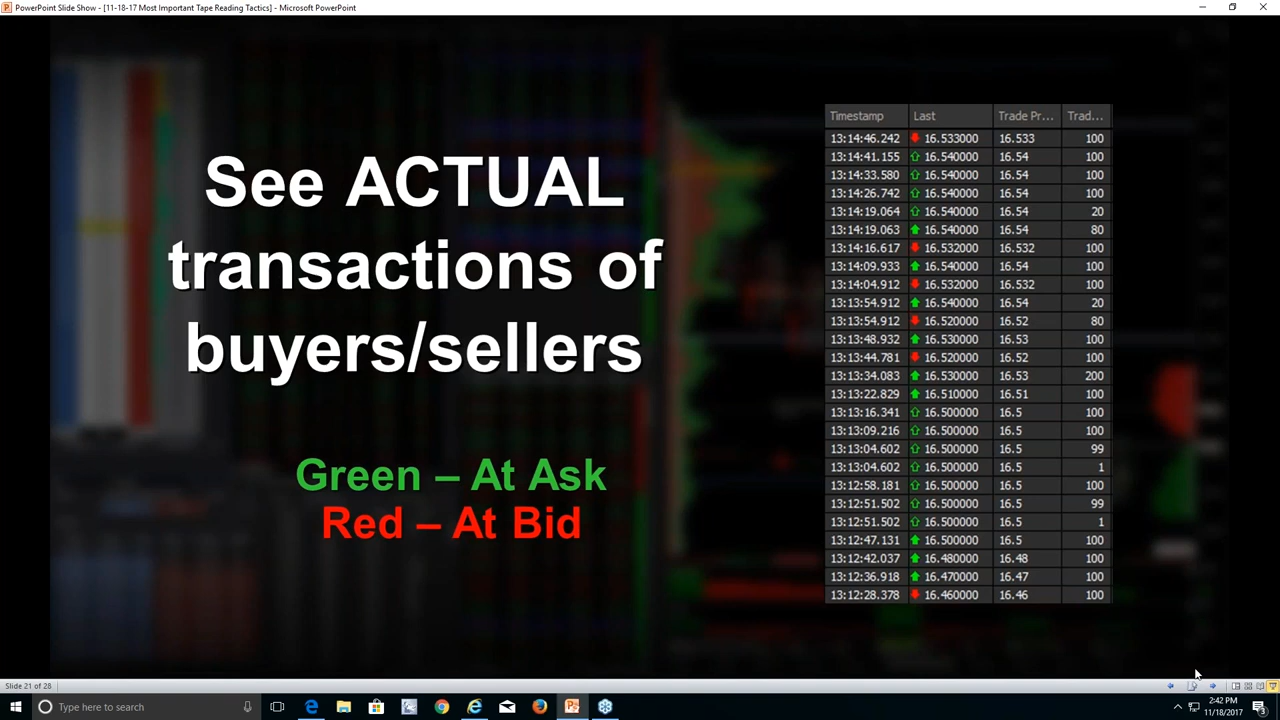 PowerPoint Slide Show - [11-18-17 Most Important Tape Reading Tactics] - Microsoft PowerPoint
See ACTUAL
transactions of
buyers/sellers
Green – At Ask
Red – At Bid
Timestamp Last Trade Pr... Trad...
13:14:46.242 16.533000 16.533 100
13:14:41.155 16.540000 16.54 100
13:14:33.580 16.540000 16.54 100
13:14:26.742 16.540000 16.54 100
13:14:19.064 16.540000 16.54 20
13:14:19.063 16.540000 16.54 80
13:14:16.617 16.532000 16.532 100
13:14:09.933 16.540000 16.54 100
13:14:04.912 16.532000 16.532 100
13:13:54.912 16.540000 16.54 20
13:13:54.912 16.520000 16.52 80
13:13:48.932 16.530000 16.53 100
13:13:44.781 16.520000 16.52 100
13:13:34.083 16.530000 16.53 200
13:13:22.829 16.510000 16.51 100
13:13:16.341 16.500000 16.5 100
13:13:09.216 16.500000 16.5 100
13:13:04.602 16.500000 16.5 99
13:13:04.602 16.500000 16.5 1
13:12:58.181 16.500000 16.5 100
13:12:51.502 16.500000 16.5 99
13:12:51.502 16.500000 16.5 1
13:12:47.131 16.500000 16.5 100
13:12:42.037 16.480000 16.48 100
13:12:36.918 16.470000 16.47 100
13:12:28.378 16.460000 16.46 100
Slide 21 of 28
Type here to search
2:42 PM
11/18/2017
3